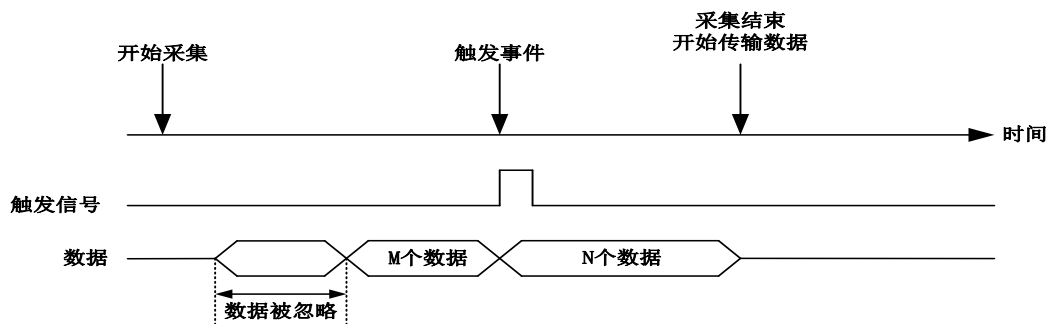 采集结束
开始传输数据
开始采集
触发事件
时间
触发信号
数据
M个数据
N个数据
数据被忽略